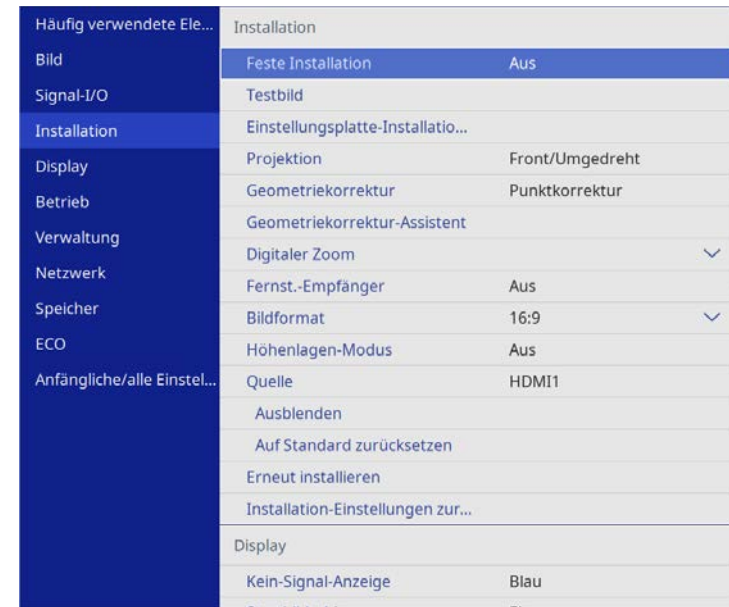 Häufig verwendete Ele...
Bild
Signal-I/O
Installation
Display
Betrieb
Verwaltung
Netzwerk
Speicher
ECO
Anfängliche/alle Einstel...
Installation
Feste Installation Aus
Testbild
Einstellungsplatte-Installatio...
Projektion Front/Umgedreht
Geometriekorrektur Punktkorrektur
Geometriekorrektur-Assistent
Digitaler Zoom
Fernst.-Empfänger Aus
Bildformat 16:9
Höhenlagen-Modus Aus
Quelle HDMI1
Ausblenden
Auf Standard zurücksetzen
Erneut installieren
Installation-Einstellungen zur...
Display
Kein-Signal-Anzeige Blau